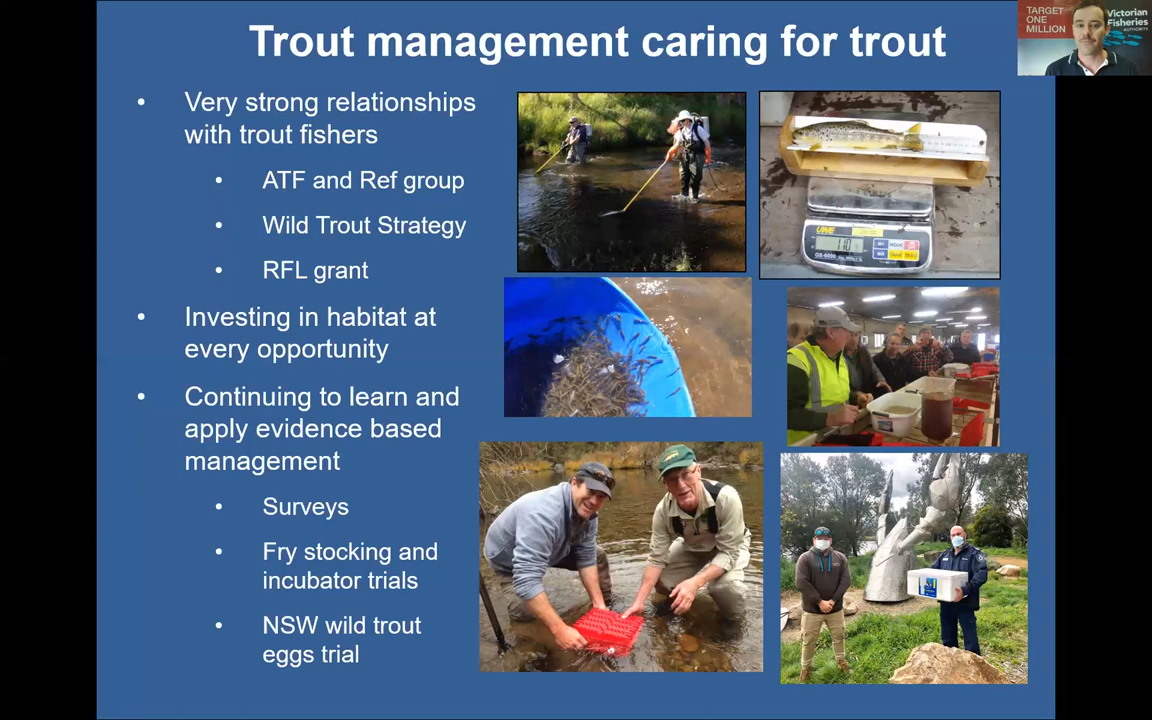 Trout management caring for trout
TARGET
ONE
MILLION
Victorian
Fisheries
AUTHORITY
• Very strong relationships
with trout fishers
• ATF and Ref group
• Wild Trout Strategy
• RFL grant
• Investing in habitat at
every opportunity
• Continuing to learn and
apply evidence based
management
• Surveys
• Fry stocking and
incubator trials
• NSW wild trout
eggs trial
110
MODE